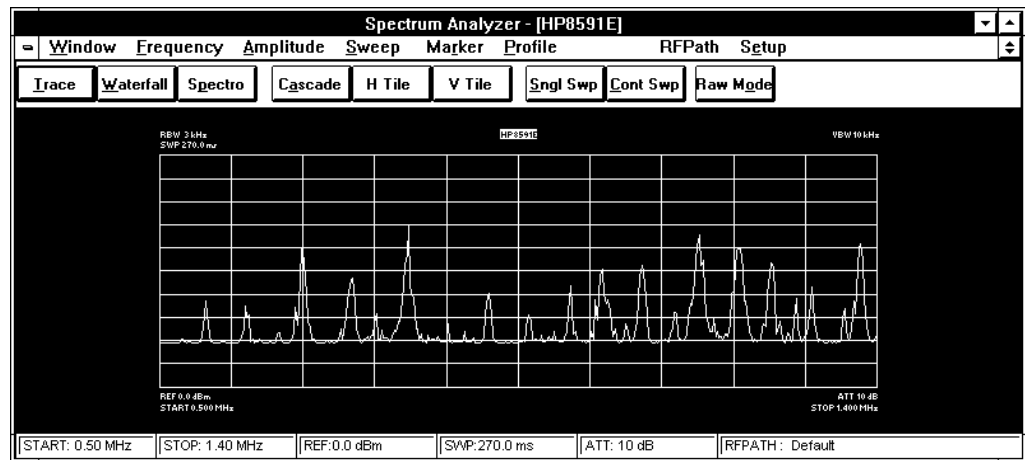 Spectrum Analyzer - [HP8591E]
Window Frequency Amplitude Sweep Marker Profile RFPath Setup
Trace Waterfall Spectro Cascade H Tile V Tile Sngl Swp Cont Swp Raw Mode
RBW 3 kHz HP8591E VBW 10 kHz
SWP 270.0 ms
REF 0.0 dBm ATT 10 dB
START 0.500 MHz STOP 1.400 MHz
START: 0.50 MHz STOP: 1.40 MHz REF:0.0 dBm SWP:270.0 ms ATT: 10 dB RFPATH : Default